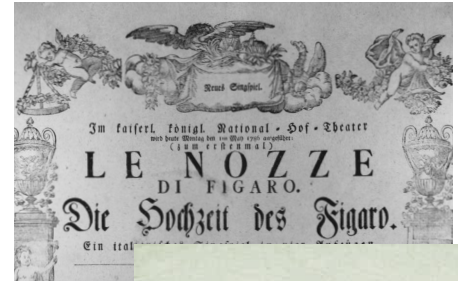 Neues Singspiel.
Im kaiserl. königl. National-Hof-Theater
wird heute Montag den 1ten May 1786 aufgeführt:
(zum erstenmal)
LE NOZZE
DI FIGARO.
Die Hochzeit des Figaro.
Ein